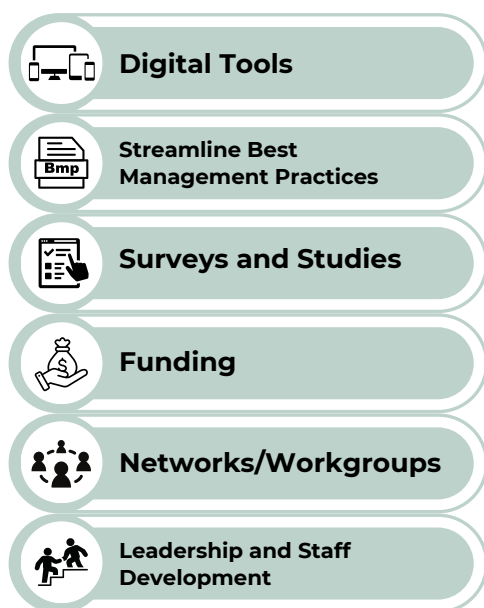 Digital Tools
Bmp
Streamline Best
Management Practices
Surveys and Studies
$
Funding
Networks/Workgroups
Leadership and Staff
Development